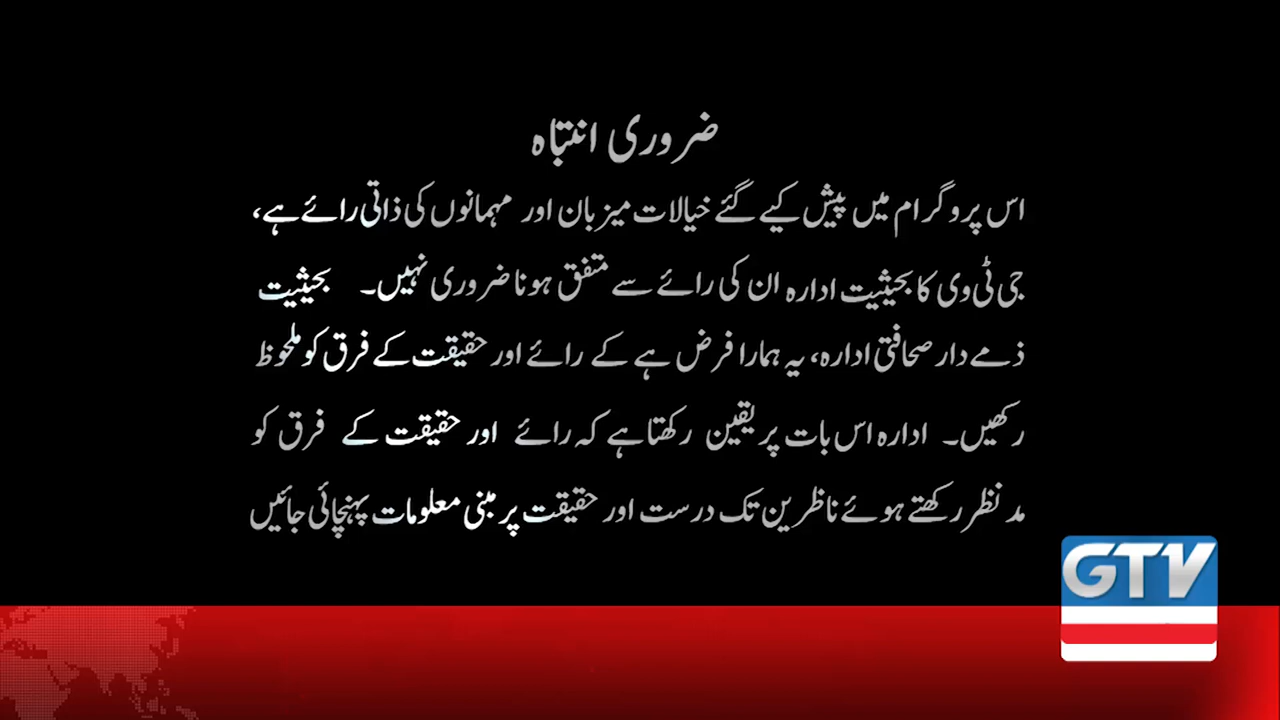 ضروری انتباہ
اس پروگرام میں پیش کیے گئے خیالات میزبان اور مہمانوں کی ذاتی رائے ہے،
جی ٹی وی کا بحیثیت ادارہ ان کی رائے سے متفق ہونا ضروری نہیں۔ بحیثیت
ذمے دار صحافتی ادارہ، یہ ہمارا فرض ہے کے رائے اور حقیقت کے فرق کو ملحوظ
رکھیں۔ ادارہ اس بات پر یقین رکھتا ہے کہ رائے اور حقیقت کے فرق کو
مد نظر رکھتے ہوئے ناظرین تک درست اور حقیقت پر مبنی معلومات پہنچائی جائیں
GTV